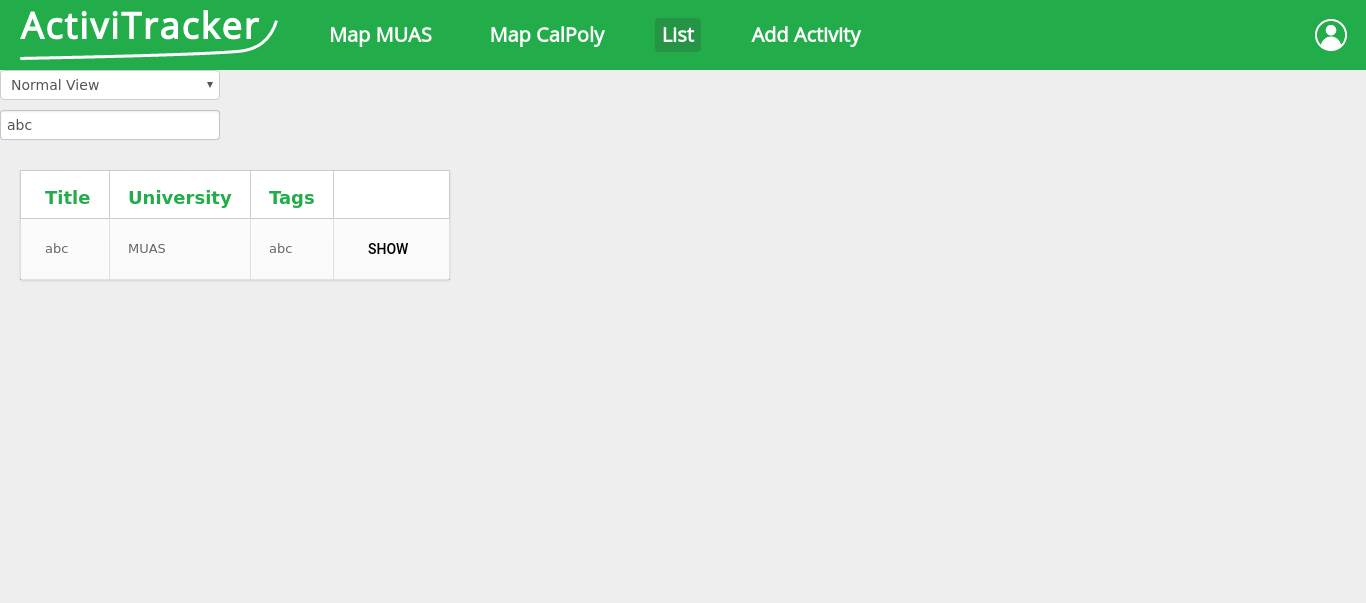 ActiviTracker Map MUAS Map CalPoly List Add Activity
Normal View
abc
Title University Tags
abc MUAS abc SHOW